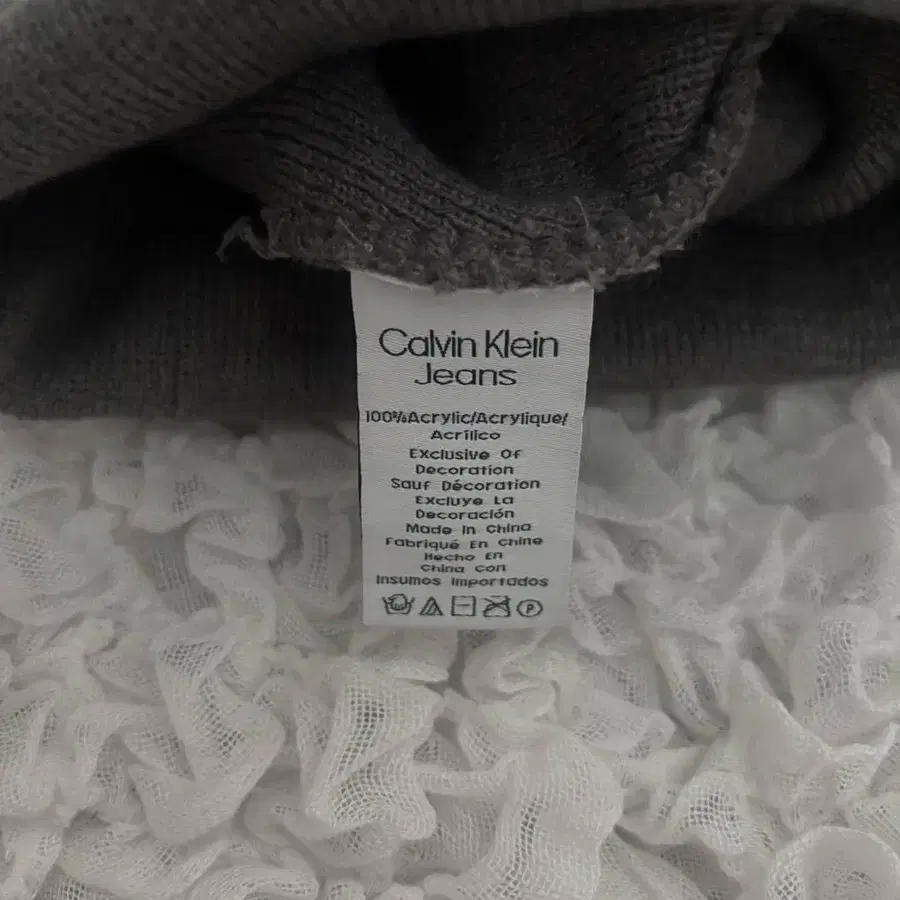 Calvin Klein
Jeans
100%Acrylic/Acrylique/
Acrílico
Exclusive Of
Decoration
Sauf Décoration
Excluye La
Decoración
Made In China
Fabriqué En Chine
Hecho En
China Con
Insumos Importados
P